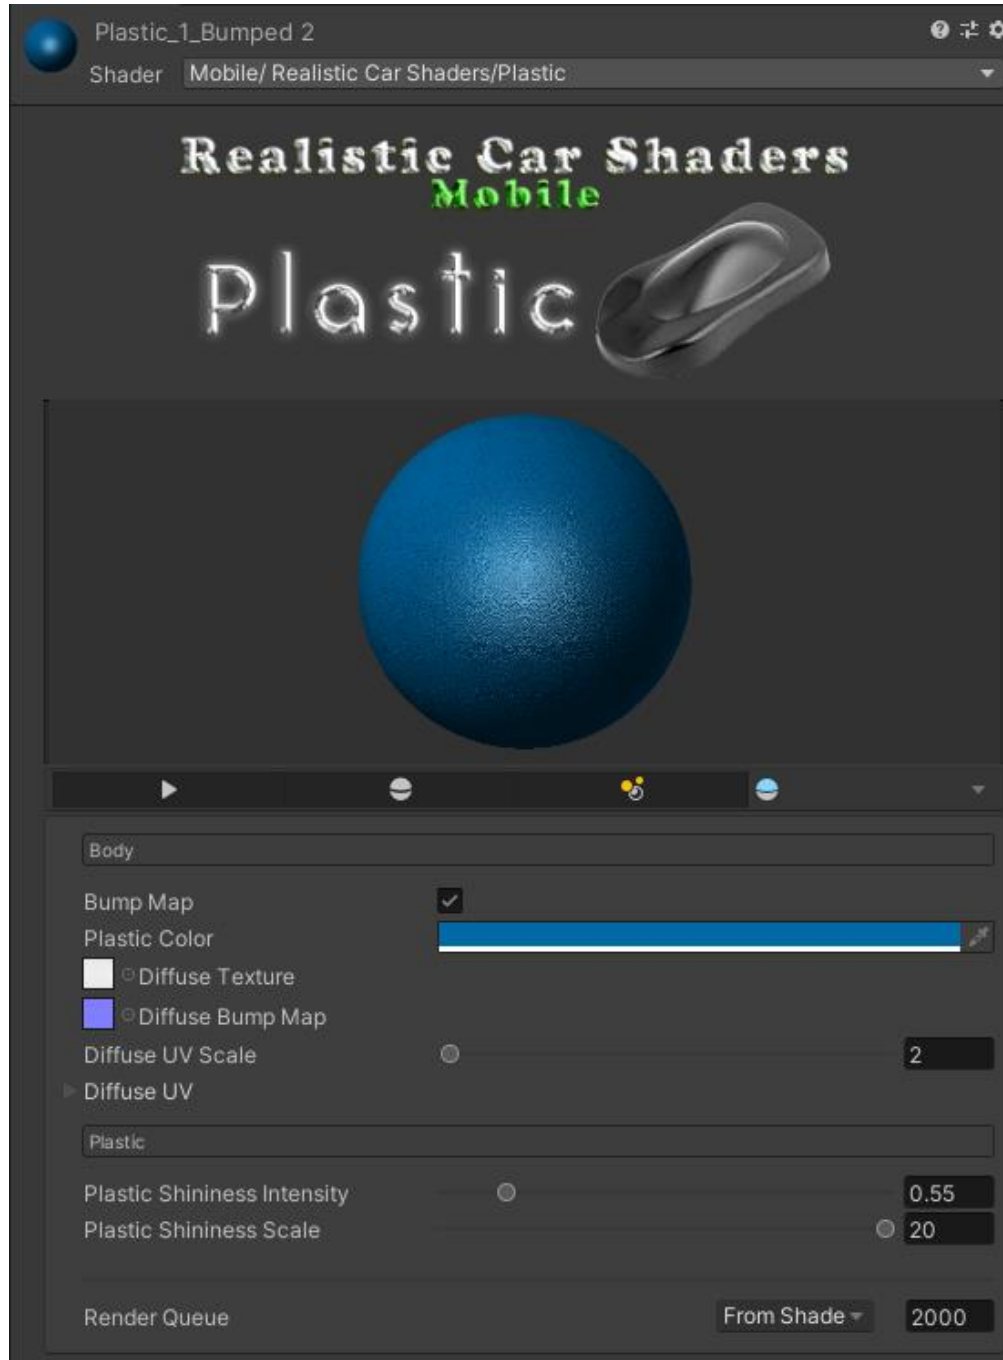 Plastic_1_Bumped 2
Shader Mobile/ Realistic Car Shaders/Plastic
Realistic Car Shaders
Mobile
Plastic
Body
Bump Map
Plastic Color
Diffuse Texture
Diffuse Bump Map
Diffuse UV Scale 2
Diffuse UV
Plastic
Plastic Shininess Intensity 0.55
Plastic Shininess Scale 20
Render Queue From Shade 2000